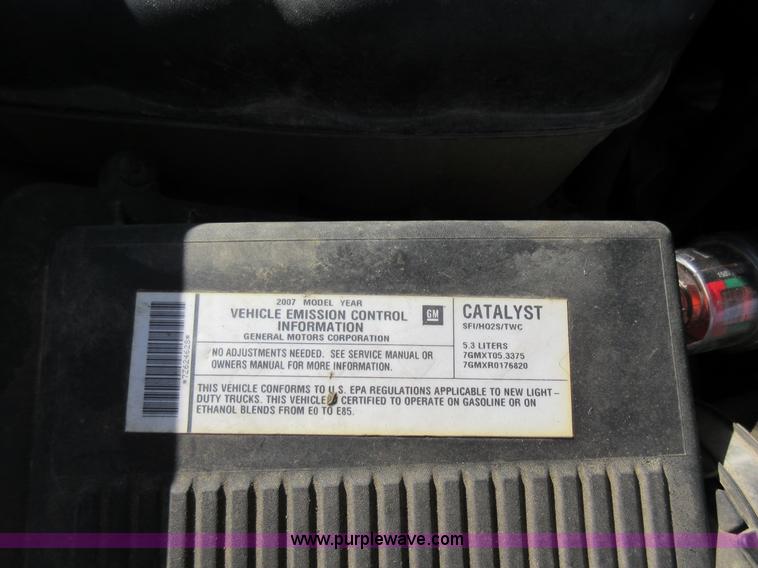 2007 MODEL YEAR
VEHICLE EMISSION CONTROL
INFORMATION
GENERAL MOTORS CORPORATION
GM
NO ADJUSTMENTS NEEDED. SEE SERVICE MANUAL OR
OWNERS MANUAL FOR MORE INFORMATION.
CATALYST
SFI/HO2S/TWC
5.3 LITERS
7GMXT05.3375
7GMXR0176820
THIS VEHICLE CONFORMS TO U.S. EPA REGULATIONS APPLICABLE TO NEW LIGHT-
DUTY TRUCKS. THIS VEHICLE CERTIFIED TO OPERATE ON GASOLINE OR ON
ETHANOL BLENDS FROM E0 TO E85.
*7262462S*
www.purplewave.com